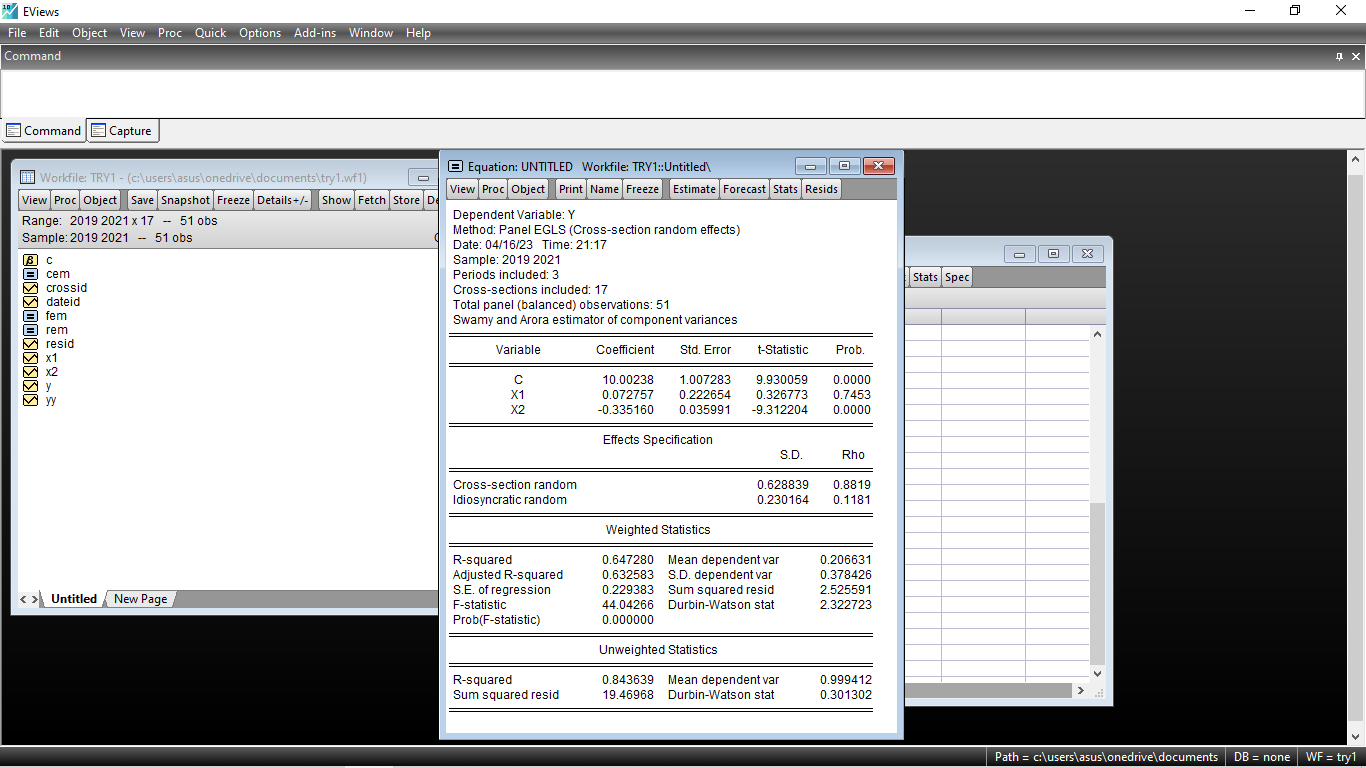 EViews
File Edit Object View Proc Quick Options Add-ins Window Help
Command
Command Capture
Workfile: TRY1 - (c:\users\asus\onedrive\documents\try1.wf1)
View Proc Object Save Snapshot Freeze Details+/- Show Fetch Store De
Range: 2019 2021 x 17 -- 51 obs
Sample: 2019 2021 -- 51 obs
c
cem
crossid
dateid
fem
rem
resid
x1
x2
y
yy
Untitled New Page
Equation: UNTITLED Workfile: TRY1::Untitled\
View Proc Object Print Name Freeze Estimate Forecast Stats Resids
Dependent Variable: Y
Method: Panel EGLS (Cross-section random effects)
Date: 04/16/23 Time: 21:17
Sample: 2019 2021
Periods included: 3
Cross-sections included: 17
Total panel (balanced) observations: 51
Swamy and Arora estimator of component variances
Variable Coefficient Std. Error t-Statistic Prob.
C 10.00238 1.007283 9.930059 0.0000
X1 0.072757 0.222654 0.326773 0.7453
X2 -0.335160 0.035991 -9.312204 0.0000
Effects Specification
S.D. Rho
Cross-section random 0.628839 0.8819
Idiosyncratic random 0.230164 0.1181
Weighted Statistics
R-squared 0.647280 Mean dependent var 0.206631
Adjusted R-squared 0.632583 S.D. dependent var 0.378426
S.E. of regression 0.229383 Sum squared resid 2.525591
F-statistic 44.04266 Durbin-Watson stat 2.322723
Prob(F-statistic) 0.000000
Unweighted Statistics
R-squared 0.843639 Mean dependent var 0.999412
Sum squared resid 19.46968 Durbin-Watson stat 0.301302
Stats Spec
Path = c:\users\asus\onedrive\documents DB = none WF = try1